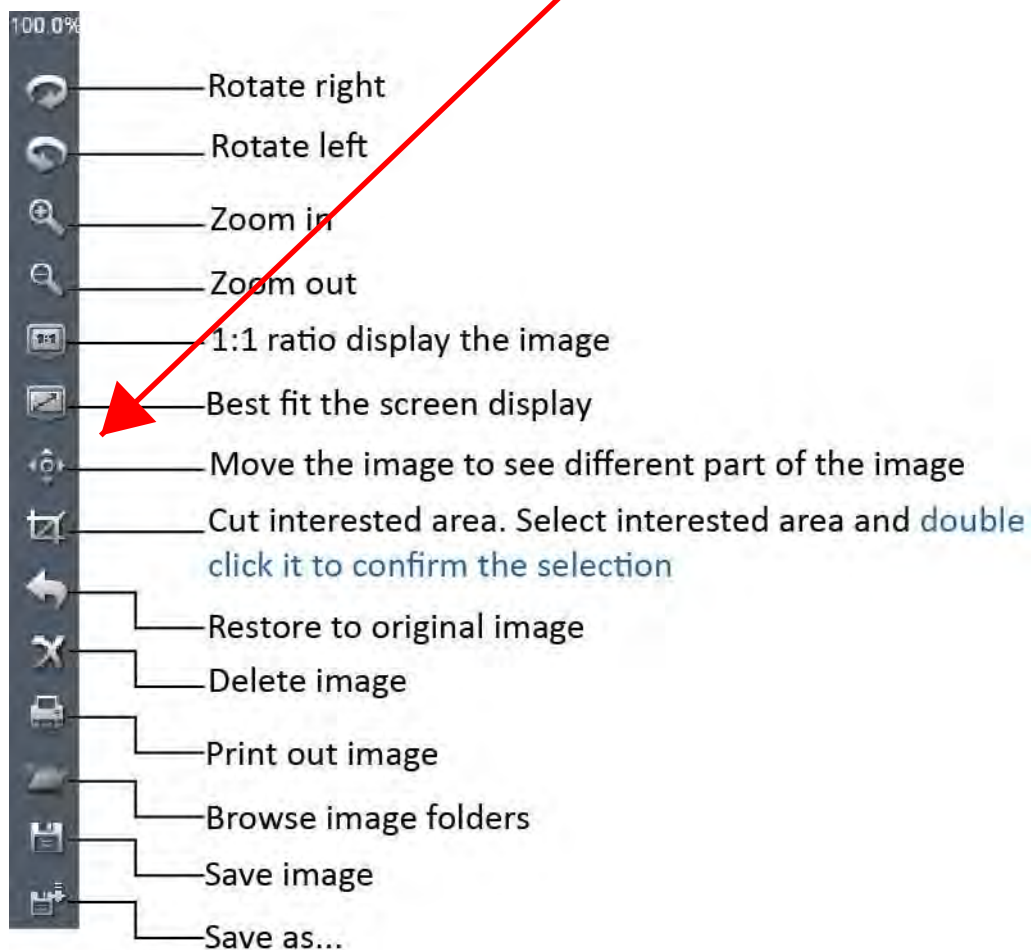 100.0%
Rotate right
Rotate left
Zoom in
Zoom out
1:1
1:1 ratio display the image
Best fit the screen display
Move the image to see different part of the image
Cut interested area. Select interested area and double
click it to confirm the selection
Restore to original image
Delete image
Print out image
Browse image folders
Save image
Save as...